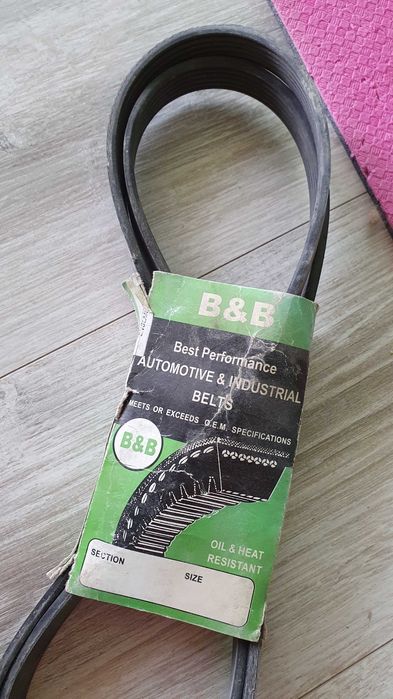 B&B
Best Performance
AUTOMOTIVE & INDUSTRIAL
BELTS
MEETS OR EXCEEDS O.E.M. SPECIFICATIONS
B&B
OIL & HEAT
RESISTANT
SECTION
SIZE